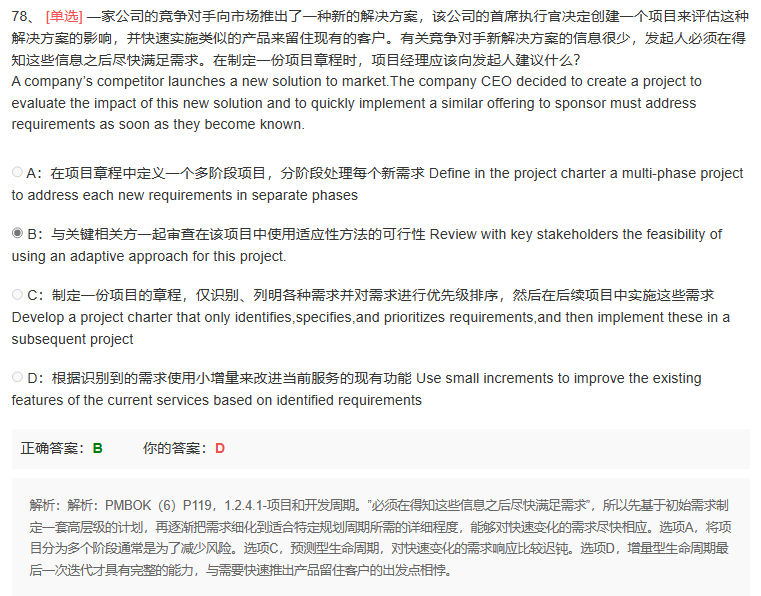 78、 [单选] 一家公司的竞争对手向市场推出了一种新的解决方案，该公司的首席执行官决定创建一个项目来评估这种
解决方案的影响，并快速实施类似的产品来留住现有的客户。有关竞争对手新解决方案的信息很少，发起人必须在得
知这些信息之后尽快满足需求。在制定一份项目章程时，项目经理应该向发起人建议什么?
A company's competitor launches a new solution to market.The company CEO decided to create a project to
evaluate the impact of this new solution and to quickly implement a similar offering to sponsor must address
requirements as soon as they become known.
A：在项目章程中定义一个多阶段项目，分阶段处理每个新需求 Define in the project charter a multi-phase project
to address each new requirements in separate phases
B：与关键相关方一起审查在该项目中使用适应性方法的可行性 Review with key stakeholders the feasibility of
using an adaptive approach for this project.
C：制定一份项目的章程，仅识别、列明各种需求并对需求进行优先级排序，然后在后续项目中实施这些需求
Develop a project charter that only identifies,specifies,and prioritizes requirements,and then implement these in a
subsequent project
D：根据识别到的需求使用小增量来改进当前服务的现有功能 Use small increments to improve the existing
features of the current services based on identified requirements
正确答案：B 你的答案：D
解析：解析：PMBOK（6）P119，1.2.4.1-项目和开发周期。"必须在得知这些信息之后尽快满足需求"，所以先基于初始需求制
定一套高层级的计划，再逐渐把需求细化到适合特定规划周期所需的详细程度，能够对快速变化的需求尽快相应。选项A，将项
目分为多个阶段通常是为了减少风险。选项C，预测型生命周期，对快速变化的需求响应比较迟钝。选项D，增量型生命周期最
后一次迭代才具有完整的能力，与需要快速推出产品留住客户的出发点相悖。